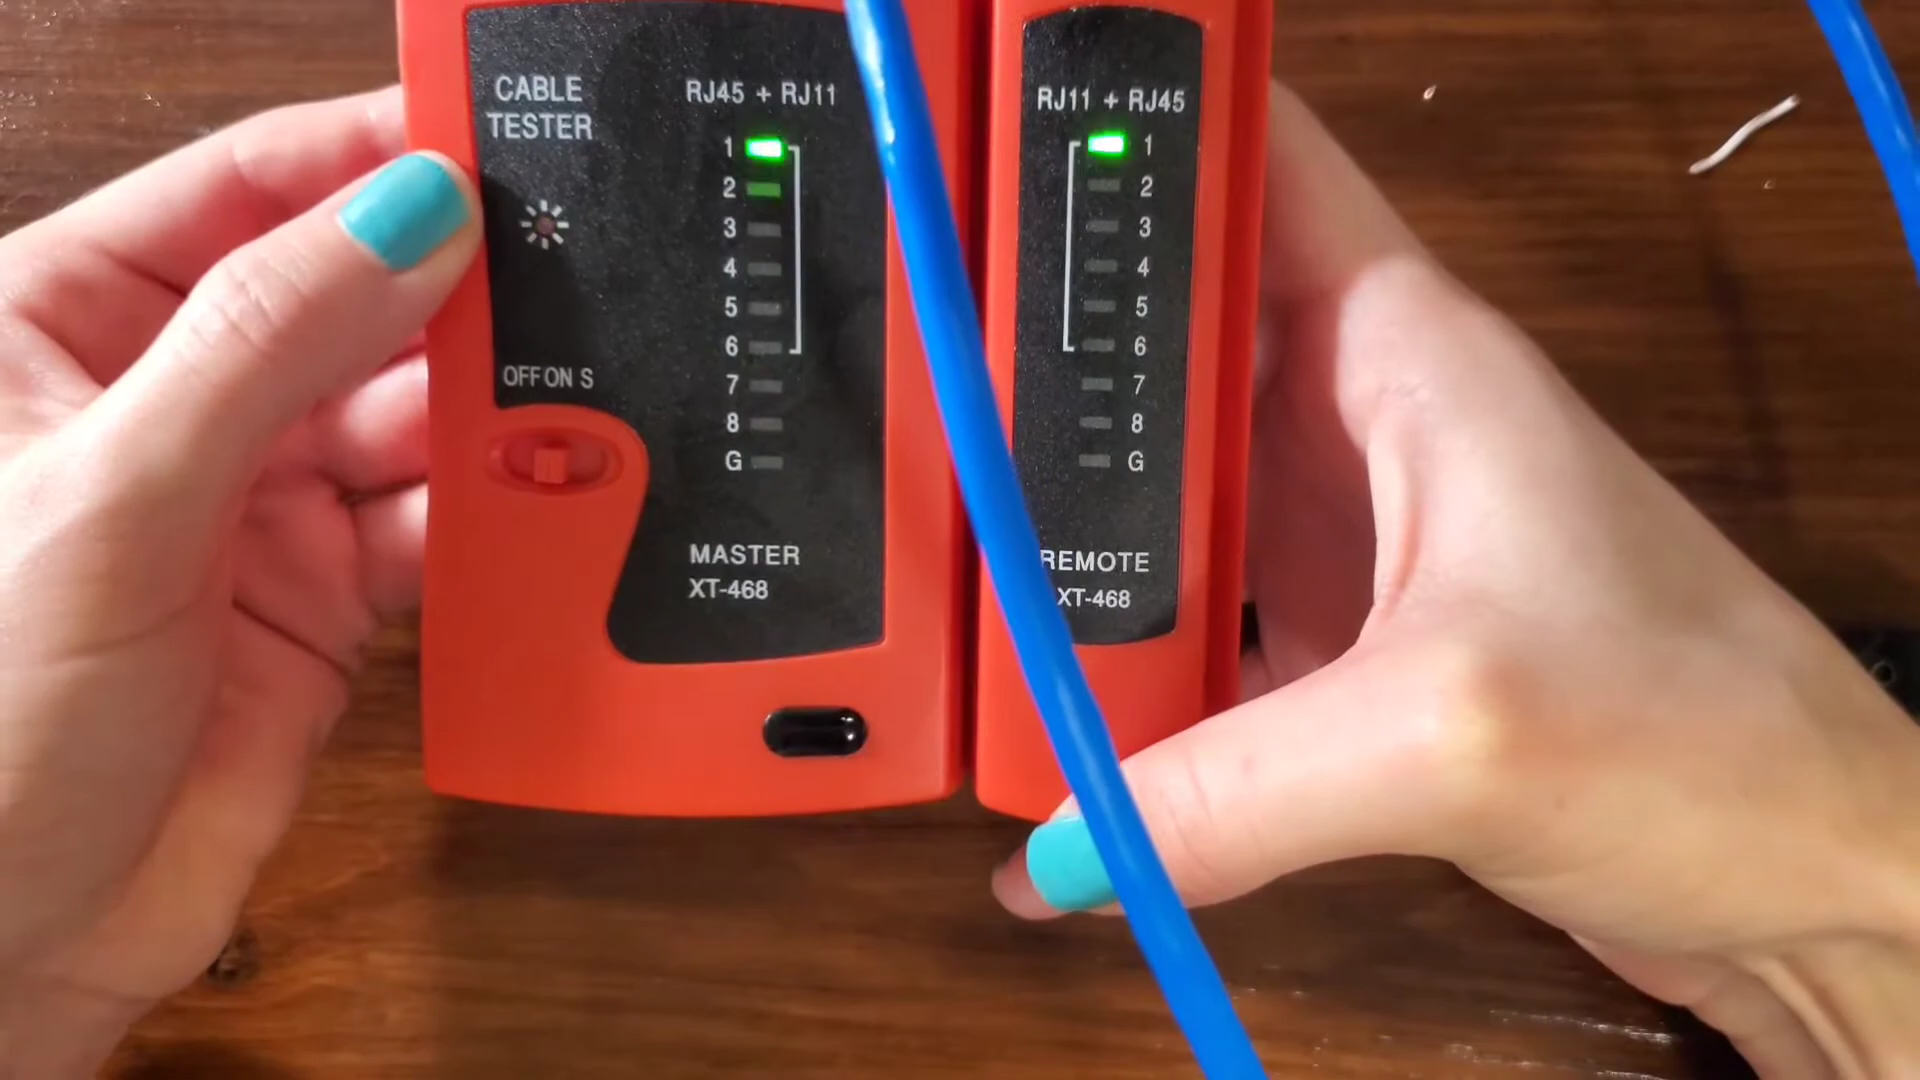 CABLE
TESTER
RJ45 + RJ11
1
2
3
4
5
6
7
8
G
OFF ON S
MASTER
XT-468
RJ11 + RJ45
1
2
3
4
5
6
7
8
G
REMOTE
XT-468